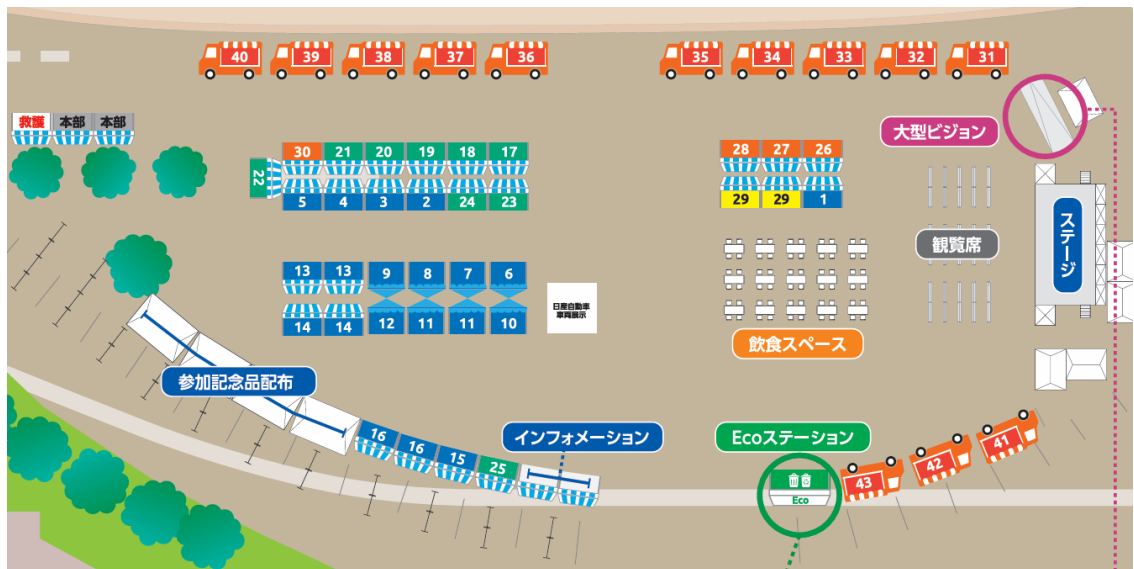 40 39 38 37 36 35 34 33 32 31
救護 本部 本部
大型ビジョン
30 21 20 19 18 17
28 27 26
22
5 4 3 2 24 23
29 29 1
ステージ
観覧席
13 13 9 8 7 6
日産自動車
車両展示
14 14 12 11 11 10
飲食スペース
参加記念品配布
16 16 15 25
インフォメーション
Ecoステーション
41
42
43
Eco